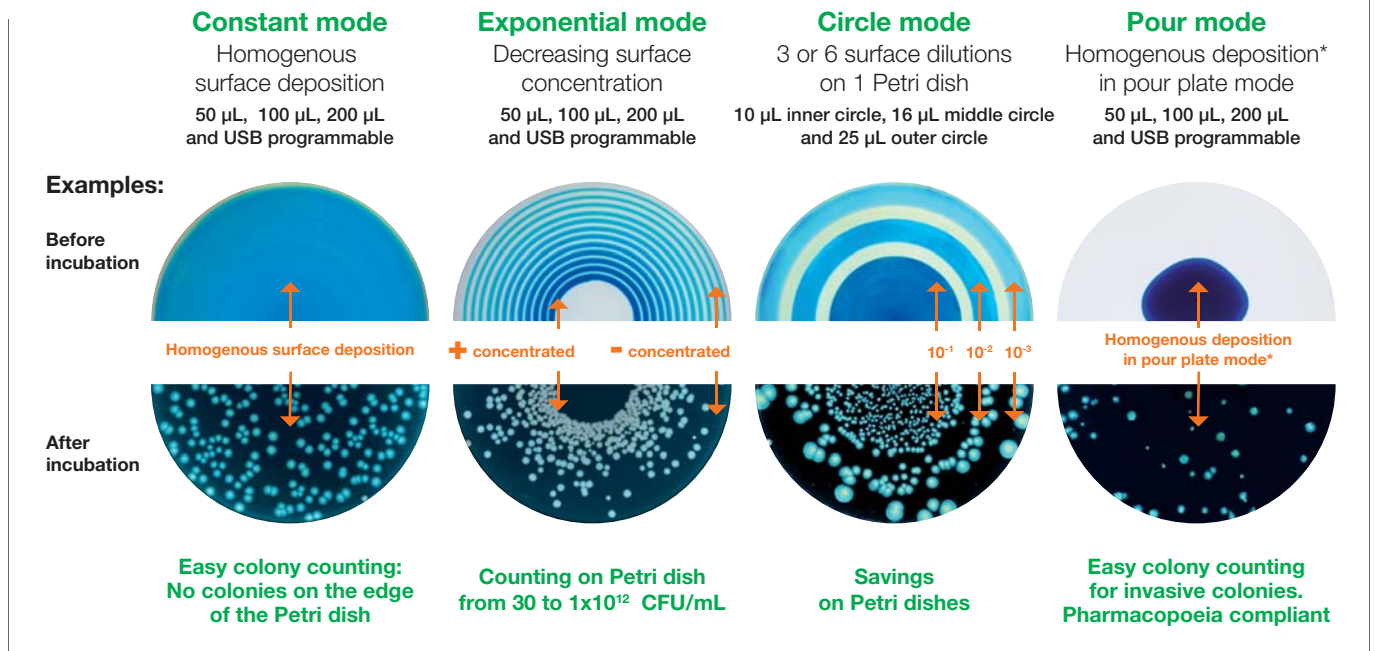 Constant mode
Homogenous
surface deposition
50 µL, 100 µL, 200 µL
and USB programmable
Exponential mode
Decreasing surface
concentration
50 µL, 100 µL, 200 µL
and USB programmable
Circle mode
3 or 6 surface dilutions
on 1 Petri dish
10 µL inner circle, 16 µL middle circle
and 25 µL outer circle
Pour mode
Homogenous deposition*
in pour plate mode
50 µL, 100 µL, 200 µL
and USB programmable
Examples:
Before
incubation
Homogenous surface deposition
+ concentrated
- concentrated
10⁻¹ 10⁻² 10⁻³
Homogenous deposition
in pour plate mode*
After
incubation
Easy colony counting:
No colonies on the edge
of the Petri dish
Counting on Petri dish
from 30 to 1x10¹² CFU/mL
Savings
on Petri dishes
Easy colony counting
for invasive colonies.
Pharmacopoeia compliant